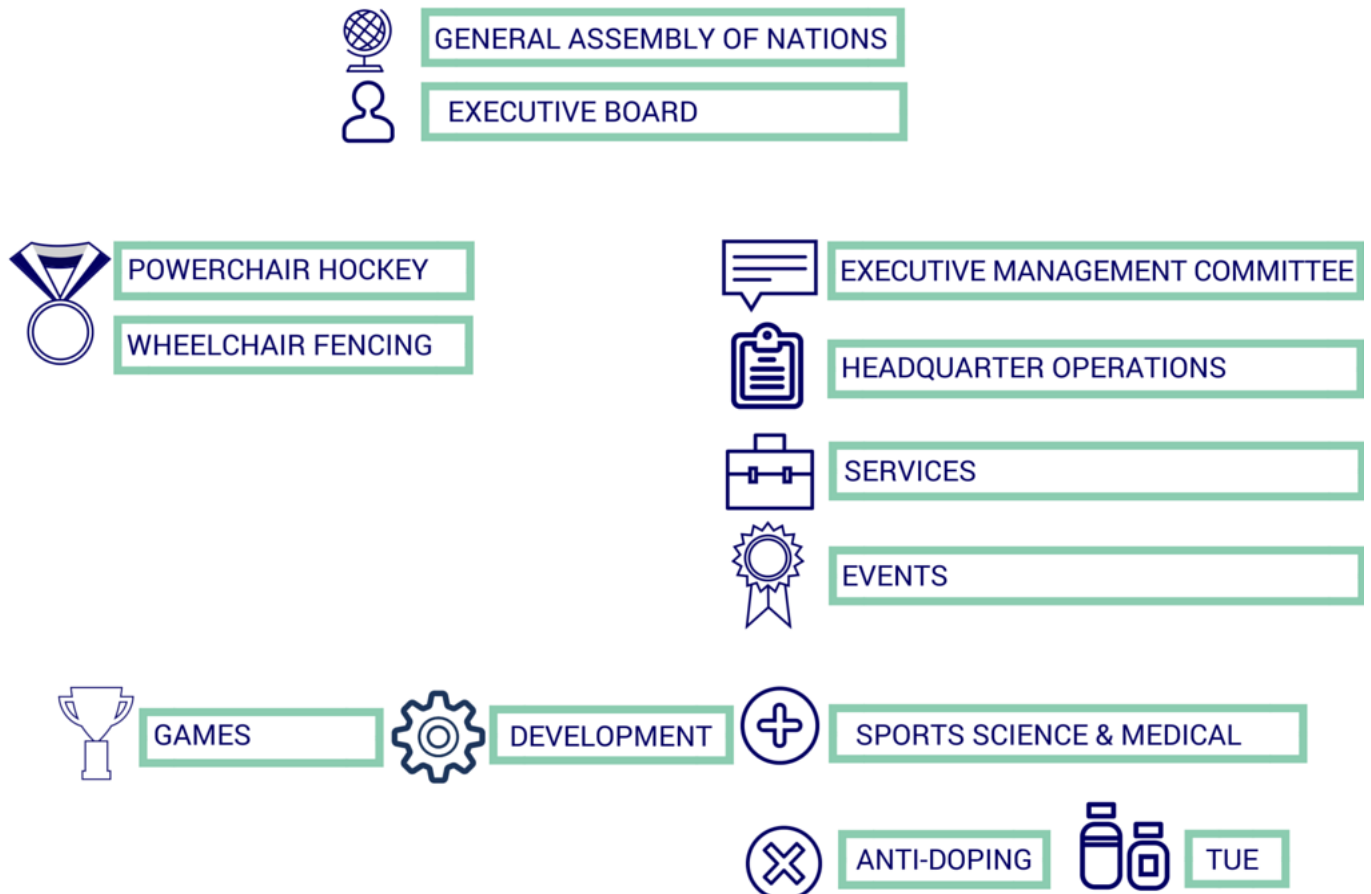 GENERAL ASSEMBLY OF NATIONS
EXECUTIVE BOARD
POWERCHAIR HOCKEY
WHEELCHAIR FENCING
EXECUTIVE MANAGEMENT COMMITTEE
HEADQUARTER OPERATIONS
SERVICES
EVENTS
GAMES
DEVELOPMENT
SPORTS SCIENCE & MEDICAL
ANTI-DOPING
TUE